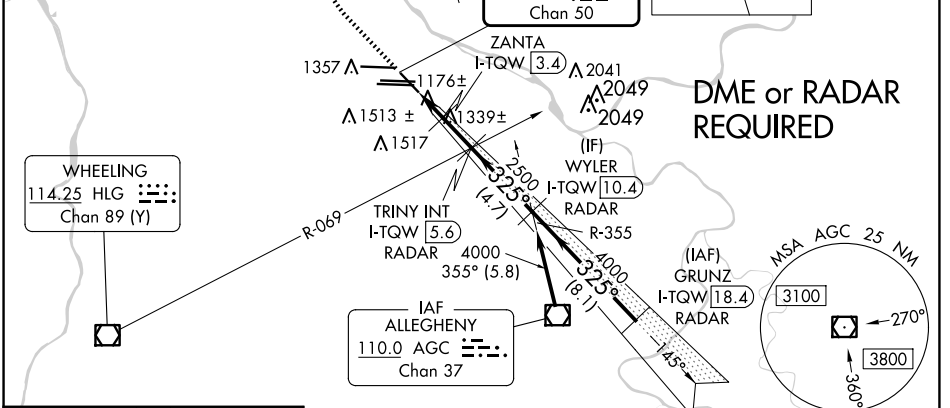 Chan 50
ZANTA
I-TQW 3.4
1357
1176±
2041
2049
2049
1513 ±
1339±
1517
DME or RADAR
REQUIRED
WHEELING
114.25 HLG
Chan 89 (Y)
R-069
TRINY INT
I-TQW 5.6
RADAR
2500
325°
(4.7)
(IF)
WYLER
I-TQW 10.4
RADAR
R-355
4000
355° (5.8)
4000
325°
(8.1)
(IAF)
GRUNZ
I-TQW 18.4
RADAR
145°
IAF
ALLEGHENY
110.0 AGC
Chan 37
MSA AGC 25 NM
3100
270°
3800
360°